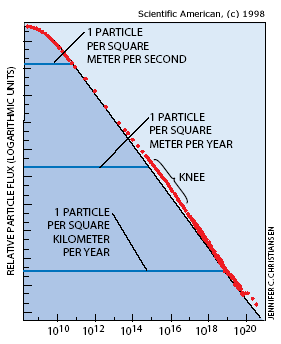 Scientific American, (c) 1998
1 PARTICLE
PER SQUARE
METER PER SECOND
1 PARTICLE
PER SQUARE
METER PER YEAR
KNEE
1 PARTICLE
PER SQUARE
KILOMETER
PER YEAR
RELATIVE PARTICLE FLUX (LOGARITHMIC UNITS)
JENNIFER C. CHRISTIANSEN
10¹⁰ 10¹² 10¹⁴ 10¹⁶ 10¹⁸ 10²⁰